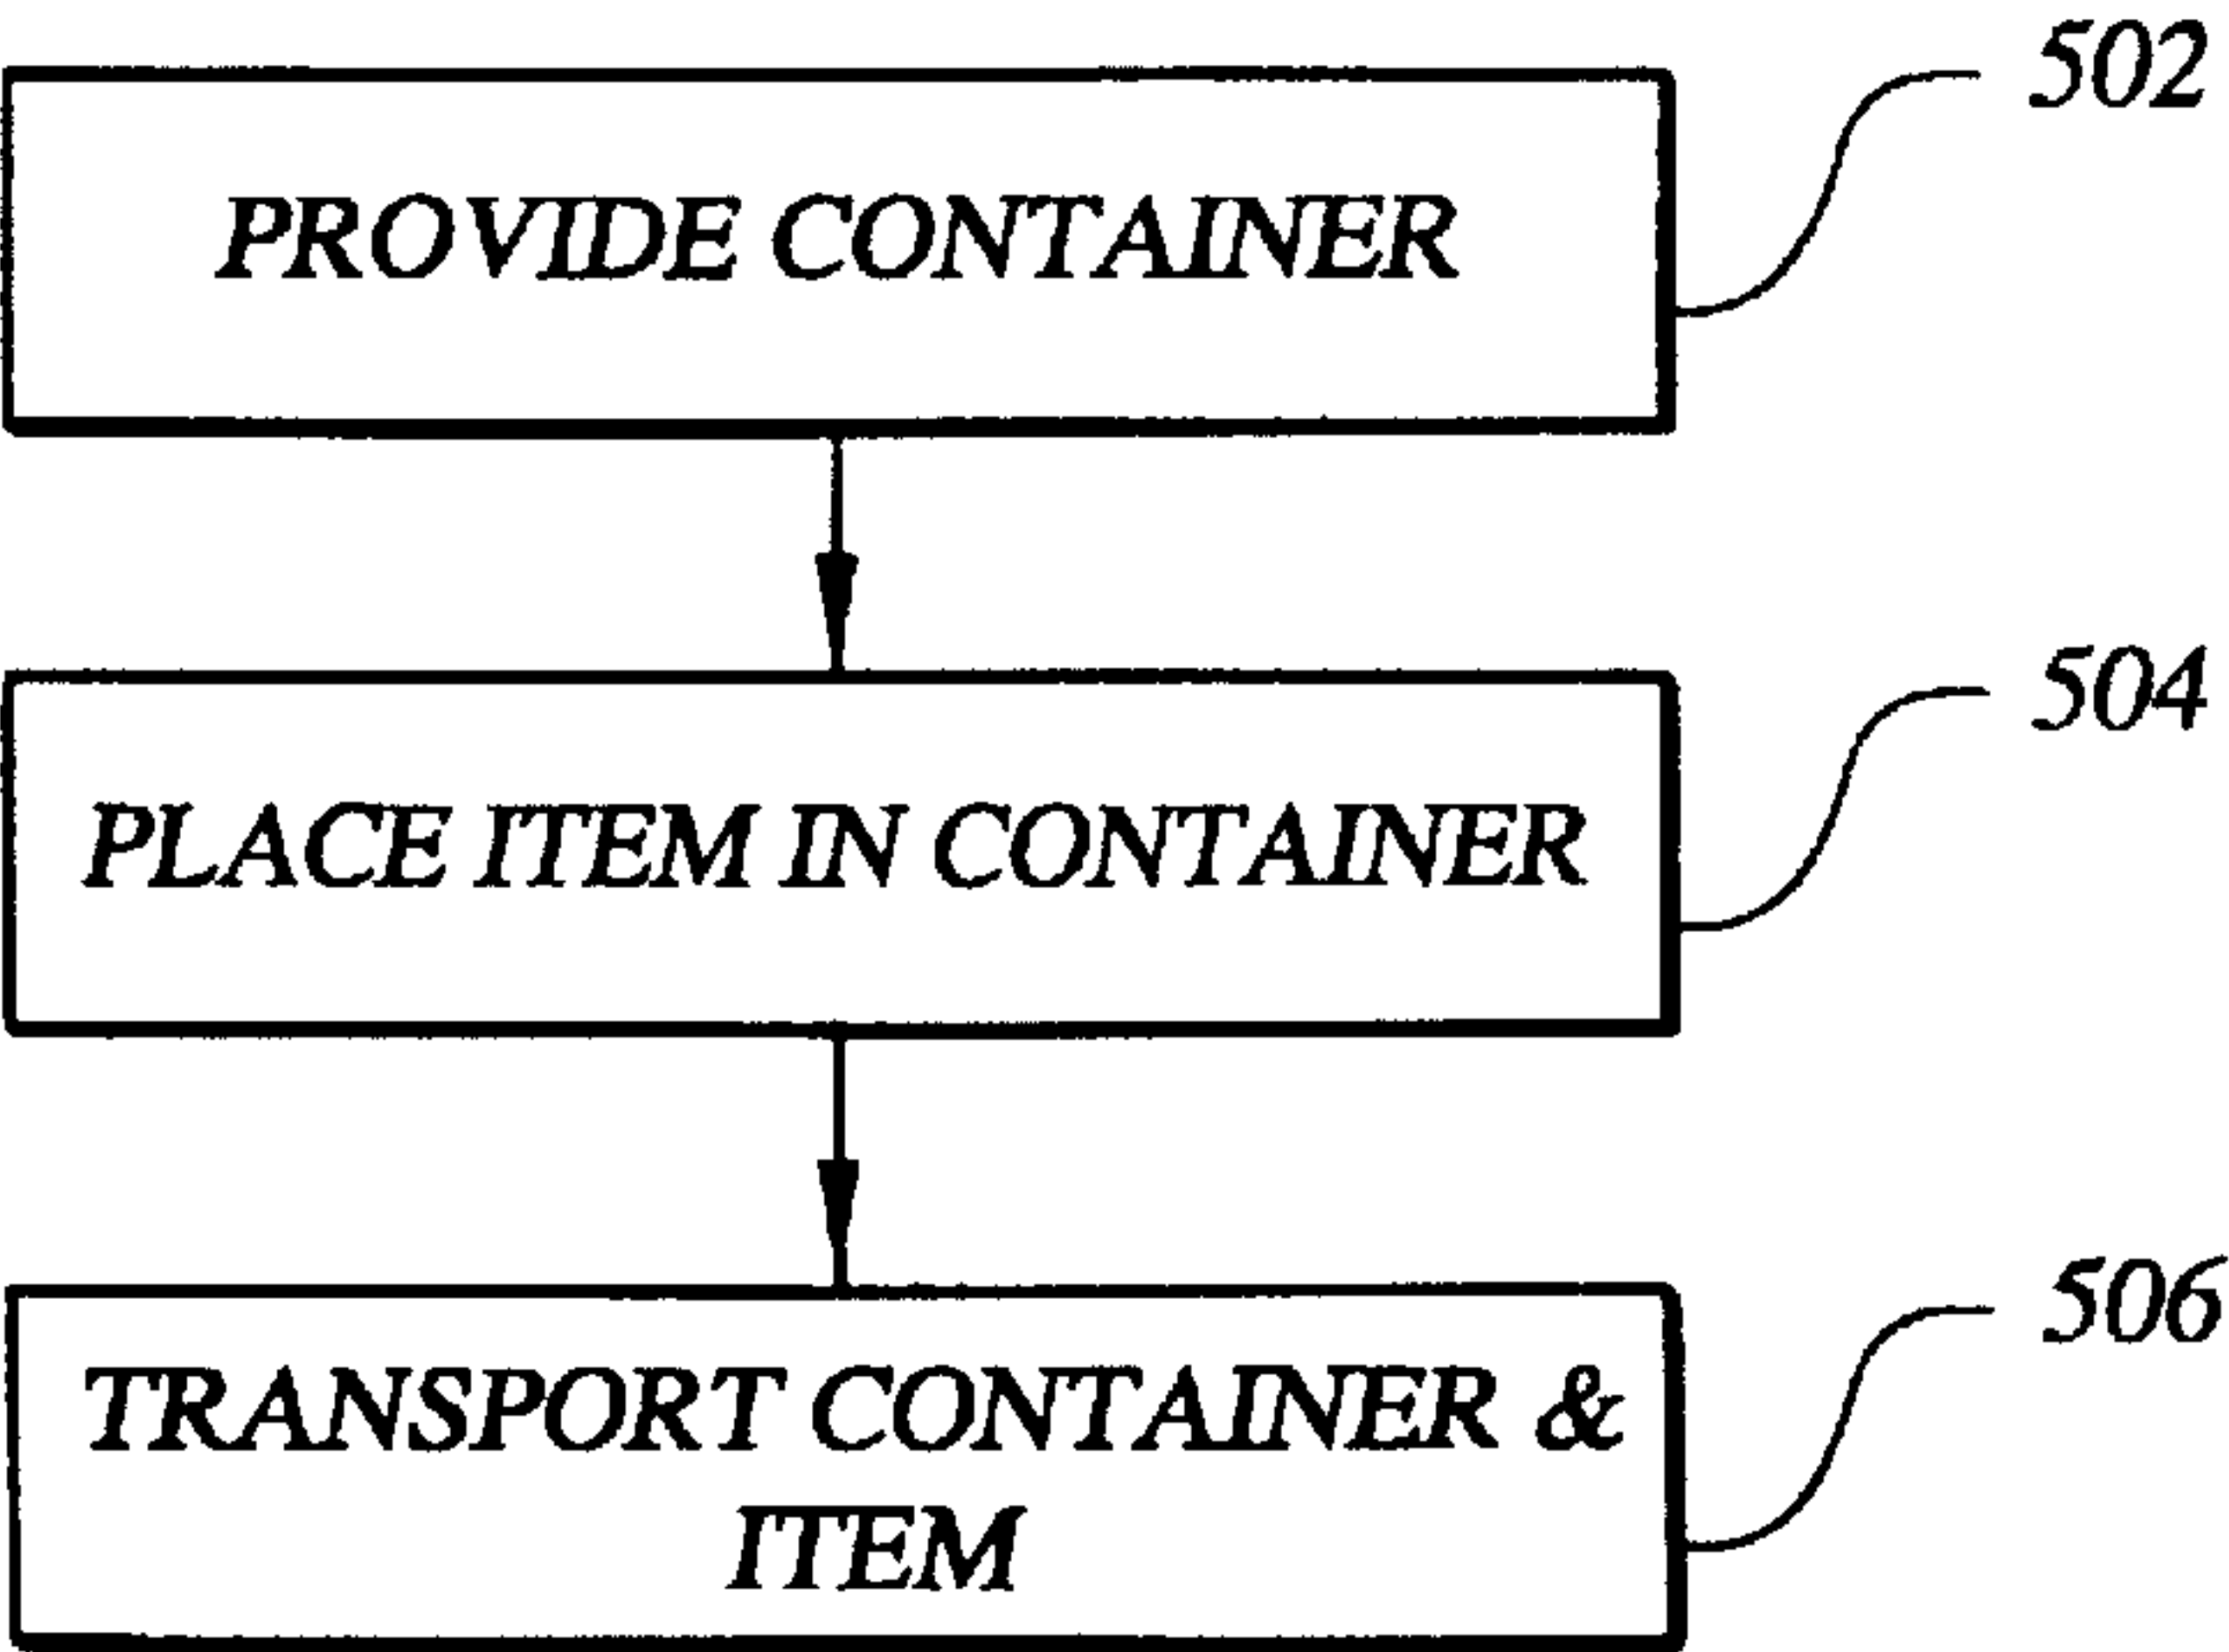 502
PROVIDE CONTAINER
504
PLACE ITEM IN CONTAINER
506
TRANSPORT CONTAINER &
ITEM